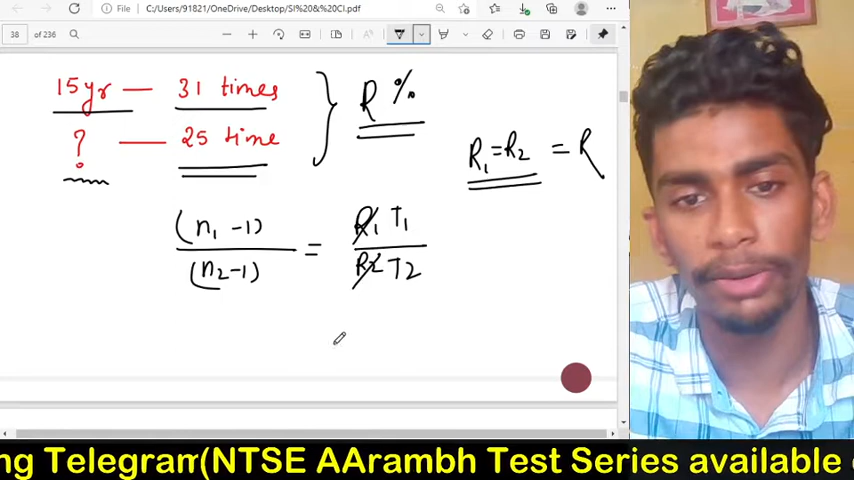 File
C:/Users/91821/OneDrive/Desktop/SI%20&%20CI.pdf
38 of 236
15yr — 31 times
? — 25 time
R %
R1=R2 = R
(n1 -1) = R1 T1
(n2-1) R2 T2
ng Telegram(NTSE AArambh Test Series available